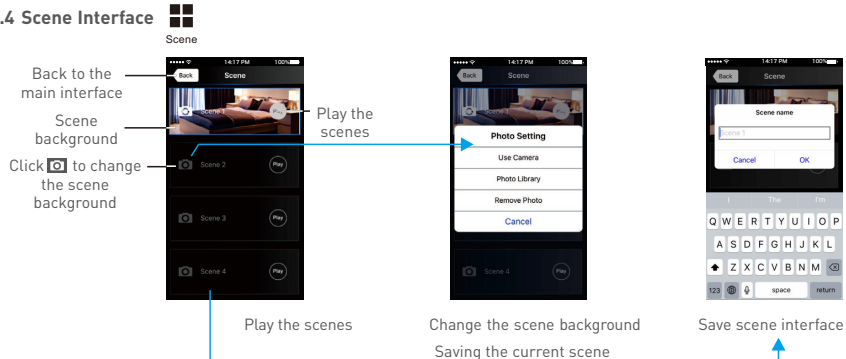 .4 Scene Interface
Scene
Back to the
main interface
Scene
background
Click to change
the scene
background
14:17 PM 100%
Back Scene
Scene 1 Play
Scene 2 Play
Scene 3 Play
Scene 4 Play
Play the
scenes
Play the scenes
14:17 PM 100%
Back Scene
Scene 1
Photo Setting
Use Camera
Photo Library
Remove Photo
Cancel
Scene 4 Play
Change the scene background
Saving the current scene
14:17 PM 100%
Back Scene
Scene name
Scene 1
Cancel OK
I The I'm
Q W E R T Y U I O P
A S D F G H J K L
Z X C V B N M
123 space return
Save scene interface